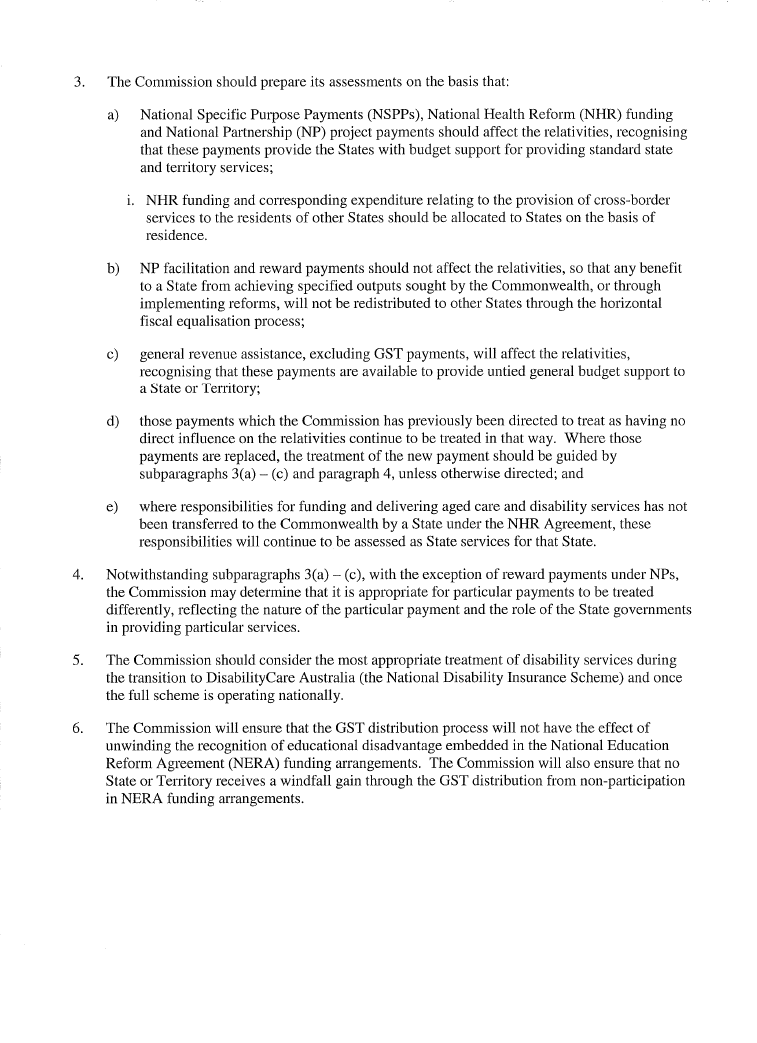 3. The Commission should prepare its assessments on the basis that:
a) National Specific Purpose Payments (NSPPs), National Health Reform (NHR) funding
and National Partnership (NP) project payments should affect the relativities, recognising
that these payments provide the States with budget support for providing standard state
and territory services;
i. NHR funding and corresponding expenditure relating to the provision of cross-border
services to the residents of other States should be allocated to States on the basis of
residence.
b) NP facilitation and reward payments should not affect the relativities, so that any benefit
to a State from achieving specified outputs sought by the Commonwealth, or through
implementing reforms, will not be redistributed to other States through the horizontal
fiscal equalisation process;
c) general revenue assistance, excluding GST payments, will affect the relativities,
recognising that these payments are available to provide untied general budget support to
a State or Territory;
d) those payments which the Commission has previously been directed to treat as having no
direct influence on the relativities continue to be treated in that way. Where those
payments are replaced, the treatment of the new payment should be guided by
subparagraphs 3(a) – (c) and paragraph 4, unless otherwise directed; and
e) where responsibilities for funding and delivering aged care and disability services has not
been transferred to the Commonwealth by a State under the NHR Agreement, these
responsibilities will continue to be assessed as State services for that State.
4. Notwithstanding subparagraphs 3(a) – (c), with the exception of reward payments under NPs,
the Commission may determine that it is appropriate for particular payments to be treated
differently, reflecting the nature of the particular payment and the role of the State governments
in providing particular services.
5. The Commission should consider the most appropriate treatment of disability services during
the transition to DisabilityCare Australia (the National Disability Insurance Scheme) and once
the full scheme is operating nationally.
6. The Commission will ensure that the GST distribution process will not have the effect of
unwinding the recognition of educational disadvantage embedded in the National Education
Reform Agreement (NERA) funding arrangements. The Commission will also ensure that no
State or Territory receives a windfall gain through the GST distribution from non-participation
in NERA funding arrangements.